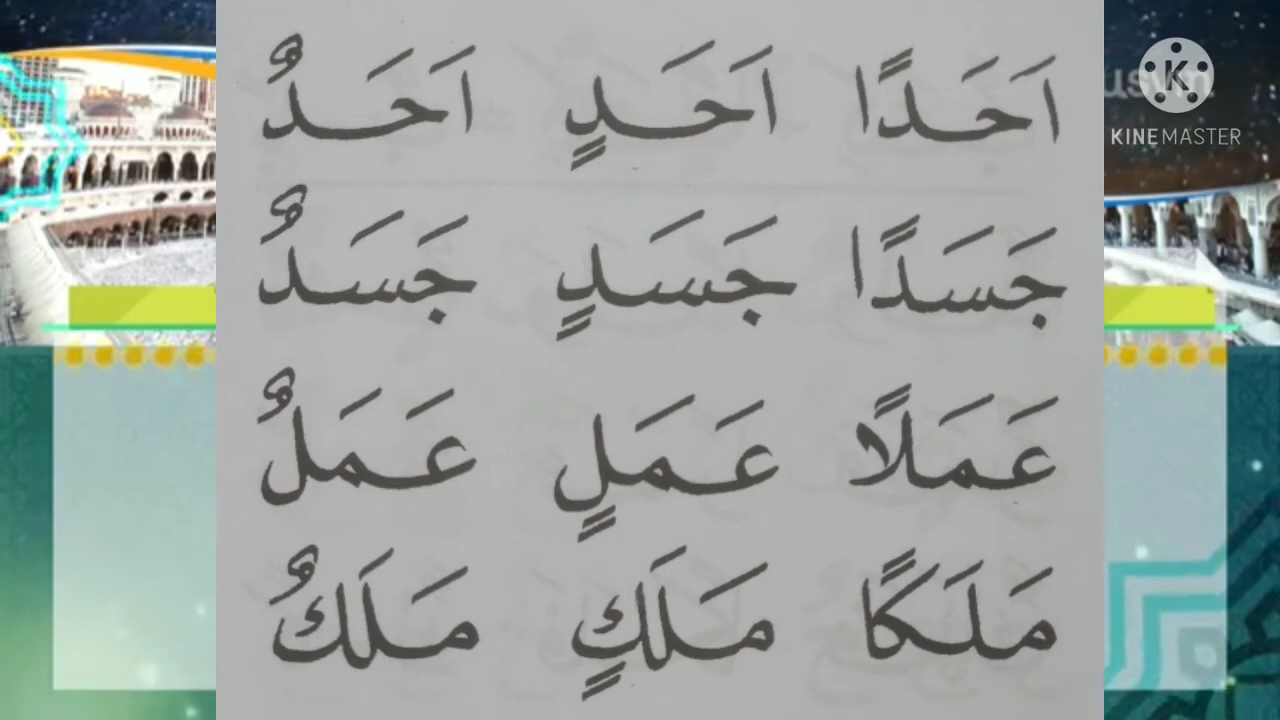 اَحَدًا اَحَدٍ اَحَدٌ
جَسَدًا جَسَدٍ جَسَدٌ
عَمَلًا عَمَلٍ عَمَلٌ
مَلَكًا مَلَكٍ مَلَكٌ
KINEMASTER